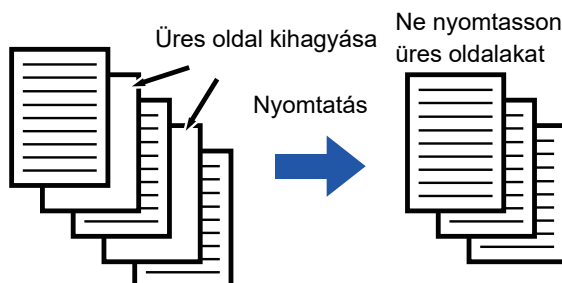 Üres oldal kihagyása
Nyomtatás
Ne nyomtasson
üres oldalakat